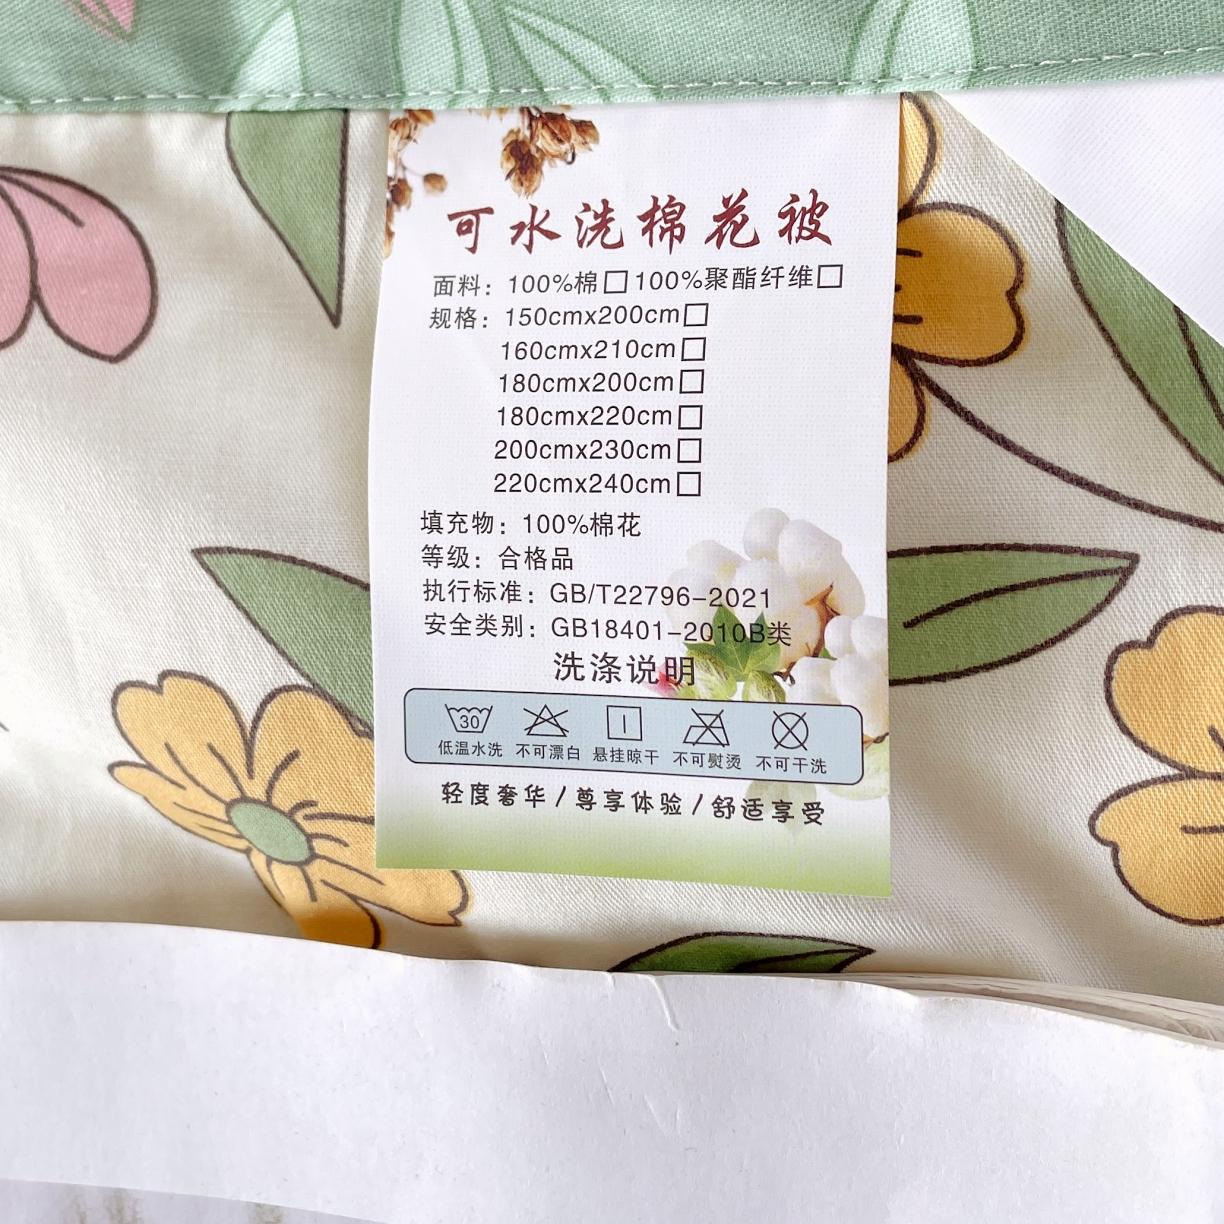 可水洗棉花被
面料：100%棉□100%聚酯纤维□
规格：150cmx200cm□
160cmx210cm□
180cmx200cm□
180cmx220cm□
200cmx230cm□
220cmx240cm□
填充物：100%棉花
等级：合格品
执行标准：GB/T22796-2021
安全类别：GB18401-2010B类
洗涤说明
30
低温水洗 不可漂白 悬挂晾干 不可熨烫 不可干洗
轻度奢华/尊享体验/舒适享受